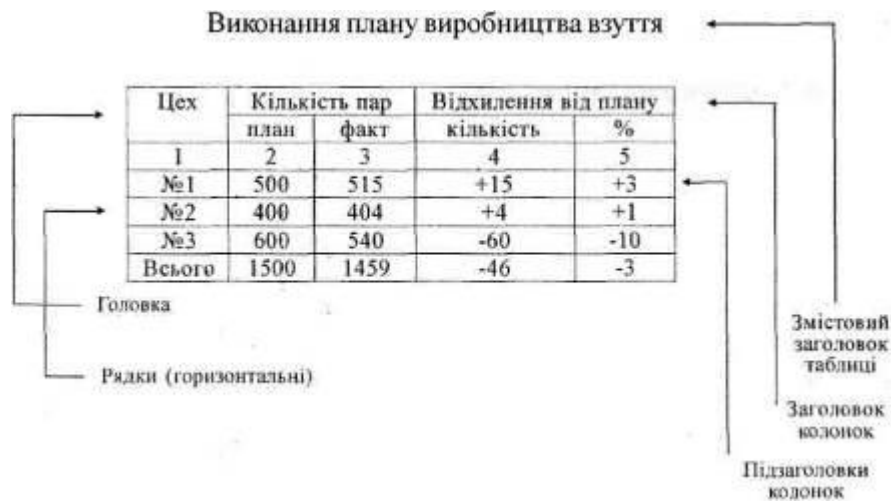 Виконання плану виробництва взуття
Цех Кількість пар Відхилення від плану
план факт кількість %
1 2 3 4 5
№1 500 515 +15 +3
№2 400 404 +4 +1
№3 600 540 -60 -10
Всього 1500 1459 -46 -3
Головка
Рядки (горизонтальні)
Змістовий
заголовок
таблиці
Заголовок
колонок
Підзаголовки
колонок